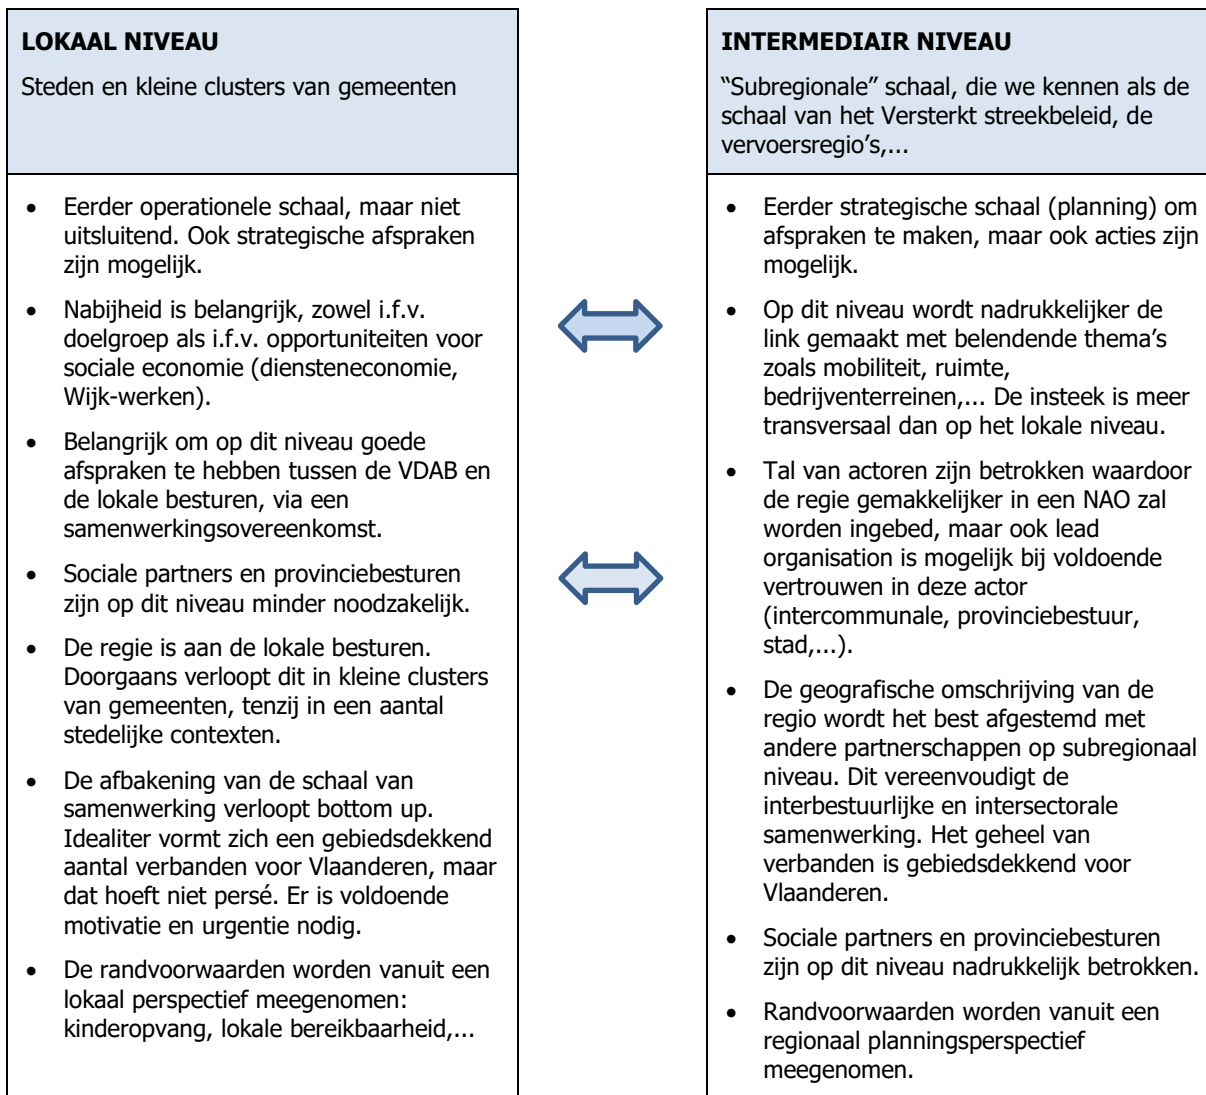 LOKAAL NIVEAU
Steden en kleine clusters van gemeenten
• Eerder operationele schaal, maar niet
uitsluitend. Ook strategische afspraken
zijn mogelijk.
• Nabijheid is belangrijk, zowel i.f.v.
doelgroep als i.f.v. opportuniteiten voor
sociale economie (diensteneconomie,
Wijk-werken).
• Belangrijk om op dit niveau goede
afspraken te hebben tussen de VDAB en
de lokale besturen, via een
samenwerkingsovereenkomst.
• Sociale partners en provinciebesturen
zijn op dit niveau minder noodzakelijk.
• De regie is aan de lokale besturen.
Doorgaans verloopt dit in kleine clusters
van gemeenten, tenzij in een aantal
stedelijke contexten.
• De afbakening van de schaal van
samenwerking verloopt bottom up.
Idealiter vormt zich een gebiedsdekkend
aantal verbanden voor Vlaanderen, maar
dat hoeft niet persé. Er is voldoende
motivatie en urgentie nodig.
• De randvoorwaarden worden vanuit een
lokaal perspectief meegenomen:
kinderopvang, lokale bereikbaarheid,...
INTERMEDIAIR NIVEAU
“Subregionale” schaal, die we kennen als de
schaal van het Versterkt streekbeleid, de
vervoersregio’s,...
• Eerder strategische schaal (planning) om
afspraken te maken, maar ook acties zijn
mogelijk.
• Op dit niveau wordt nadrukkelijker de
link gemaakt met belendende thema’s
zoals mobiliteit, ruimte,
bedrijventerreinen,... De insteek is meer
transversaal dan op het lokale niveau.
• Tal van actoren zijn betrokken waardoor
de regie gemakkelijker in een NAO zal
worden ingebed, maar ook lead
organisation is mogelijk bij voldoende
vertrouwen in deze actor
(intercommunale, provinciebestuur,
stad,...).
• De geografische omschrijving van de
regio wordt het best afgestemd met
andere partnerschappen op subregionaal
niveau. Dit vereenvoudigt de
interbestuurlijke en intersectorale
samenwerking. Het geheel van
verbanden is gebiedsdekkend voor
Vlaanderen.
• Sociale partners en provinciebesturen
zijn op dit niveau nadrukkelijk betrokken.
• Randvoorwaarden worden vanuit een
regionaal planningsperspectief
meegenomen.